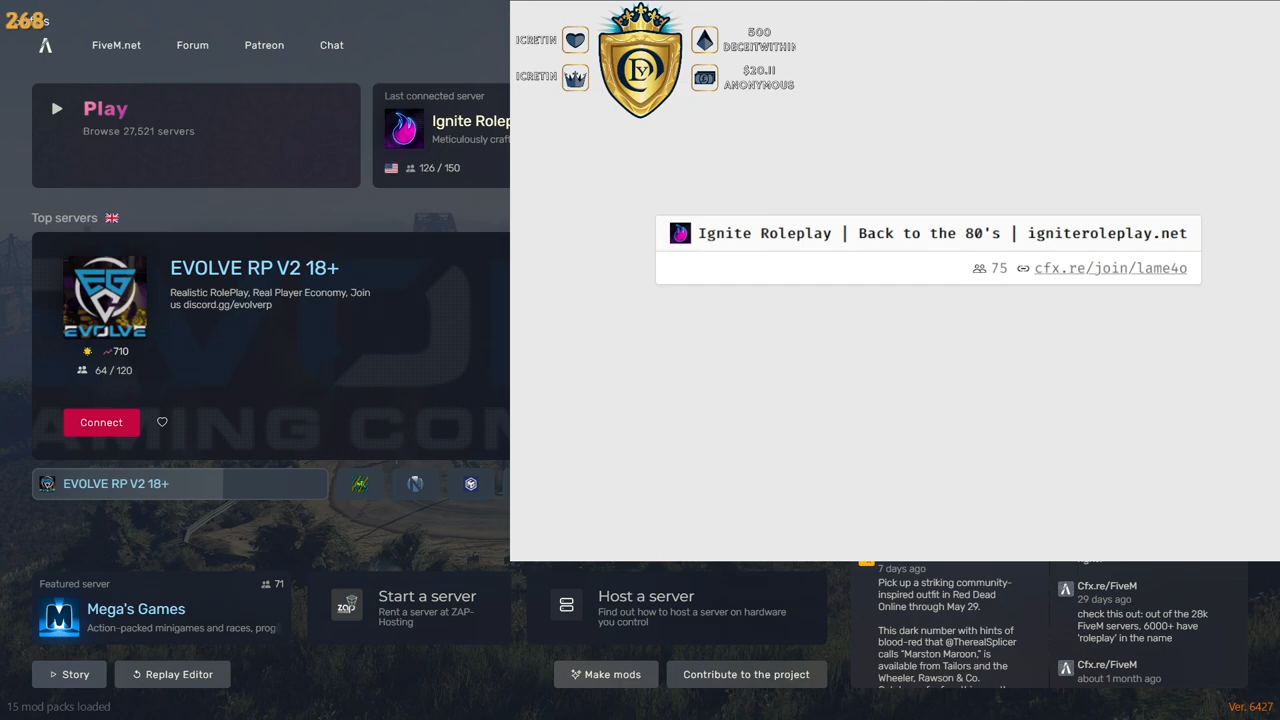 268
FiveM.net
Forum
Patreon
Chat
Play
Browse 27,521 servers
Last connected server
Ignite Rolep
Meticulously craft
126 / 150
Top servers
EVOLVE RP V2 18+
Realistic RolePlay, Real Player Economy, Join
us discord.gg/evolverp
EVOLVE
710
64 / 120
Connect
EVOLVE RP V2 18+
Featured server
71
Mega's Games
Action-packed minigames and races, prog
ZAP
Start a server
Rent a server at ZAP-
Hosting
Host a server
Find out how to host a server on hardware
you control
Story
Replay Editor
Make mods
Contribute to the project
15 mod packs loaded
ICRETIN
ICRETIN
500
DECEITWITHIN
$20.11
ANONYMOUS
Ignite Roleplay | Back to the 80's | igniteroleplay.net
75
cfx.re/join/lame4o
7 days ago
Pick up a striking community-
inspired outfit in Red Dead
Online through May 29.
This dark number with hints of
blood-red that @TherealSplicer
calls “Marston Maroon,” is
available from Tailors and the
Wheeler, Rawson & Co.
Cfx.re/FiveM
29 days ago
check this out: out of the 28k
FiveM servers, 6000+ have
'roleplay' in the name
Cfx.re/FiveM
about 1 month ago
Ver. 6427